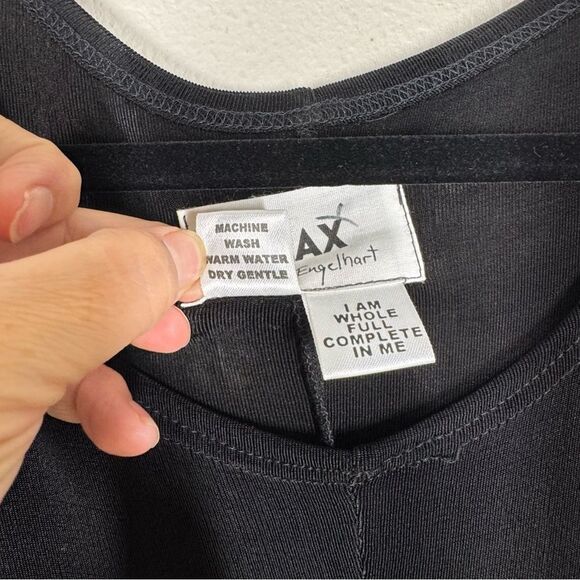 MACHINE
WASH
WARM WATER
DRY GENTLE
AX
Engelhart
I AM
WHOLE
FULL
COMPLETE
IN ME